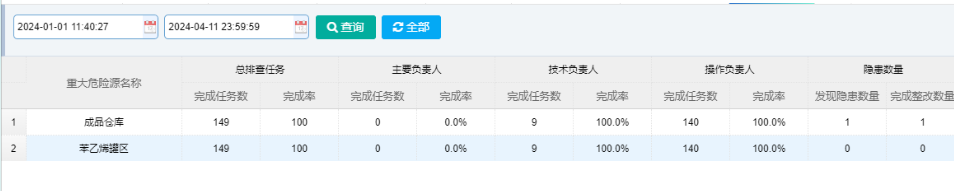 2024-01-01 11:40:27 2024-04-11 23:59:59 查询 全部
重大危险源名称 总排查任务 主要负责人 技术负责人 操作负责人 隐患数量
完成任务数 完成率 完成任务数 完成率 完成任务数 完成率 完成任务数 完成率 发现隐患数量 完成整改数量
1 成品仓库 149 100 0 0.0% 9 100.0% 140 100.0% 1 1
2 苯乙烯罐区 149 100 0 0.0% 9 100.0% 140 100.0% 0 0